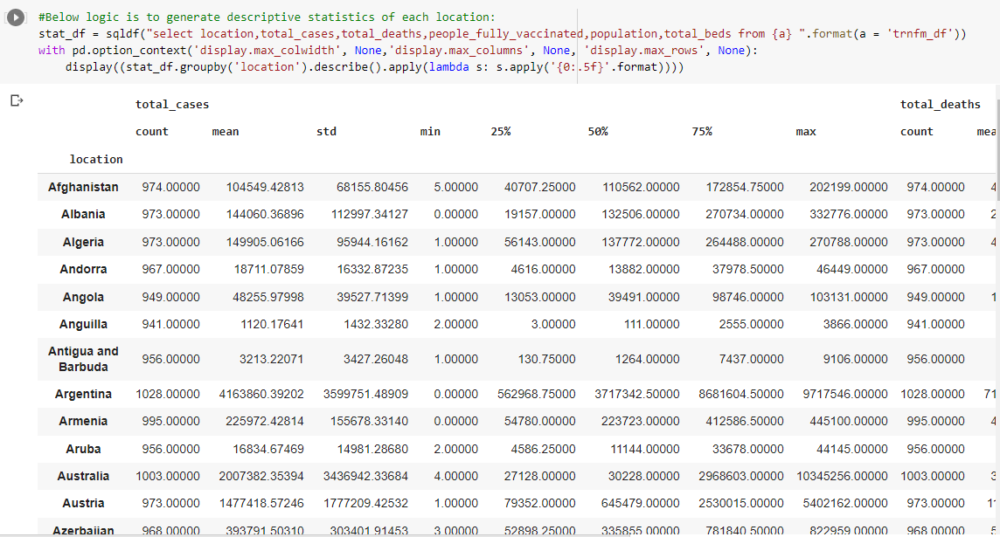 #Below logic is to generate descriptive statistics of each location:
stat_df = sqldf("select location,total_cases,total_deaths,people_fully_vaccinated,population,total_beds from {a} ".format(a = 'trnfm_df'))
with pd.option_context('display.max_colwidth', None,'display.max_columns', None, 'display.max_rows', None):
display((stat_df.groupby('location').describe().apply(lambda s: s.apply('{0:.5f}'.format))))
total_cases total_deaths
count mean std min 25% 50% 75% max count
location
Afghanistan 974.00000 104549.42813 68155.80456 5.00000 40707.25000 110562.00000 172854.75000 202199.00000 974.00000
Albania 973.00000 144060.36896 112997.34127 0.00000 19157.00000 132506.00000 270734.00000 332776.00000 973.00000
Algeria 973.00000 149905.06166 95944.16162 1.00000 56143.00000 137772.00000 264488.00000 270788.00000 973.00000
Andorra 967.00000 18711.07859 16332.87235 1.00000 4616.00000 13882.00000 37978.50000 46449.00000 967.00000
Angola 949.00000 48255.97998 39527.71399 1.00000 13053.00000 39491.00000 98746.00000 103131.00000 949.00000
Anguilla 941.00000 1120.17641 1432.33280 2.00000 3.00000 111.00000 2555.00000 3866.00000 941.00000
Antigua and
Barbuda 956.00000 3213.22071 3427.26048 1.00000 130.75000 1264.00000 7437.00000 9106.00000 956.00000
Argentina 1028.00000 4163860.39202 3599751.48909 0.00000 562968.75000 3717342.50000 8681604.50000 9717546.00000 1028.00000
Armenia 995.00000 225972.42814 155678.33140 0.00000 54780.00000 223723.00000 412586.50000 445100.00000 995.00000
Aruba 956.00000 16834.67469 14981.28680 2.00000 4586.25000 11144.00000 33678.00000 44145.00000 956.00000
Australia 1003.00000 2007382.35394 3436942.33684 4.00000 27128.00000 30228.00000 2968603.00000 10345256.00000 1003.00000
Austria 973.00000 1477418.57246 1777209.42532 1.00000 79352.00000 645479.00000 2530015.00000 5402162.00000 973.00000
Azerbaijan 968.00000 393791.50310 303401.91453 3.00000 52898.25000 335855.00000 781840.50000 822959.00000 968.00000